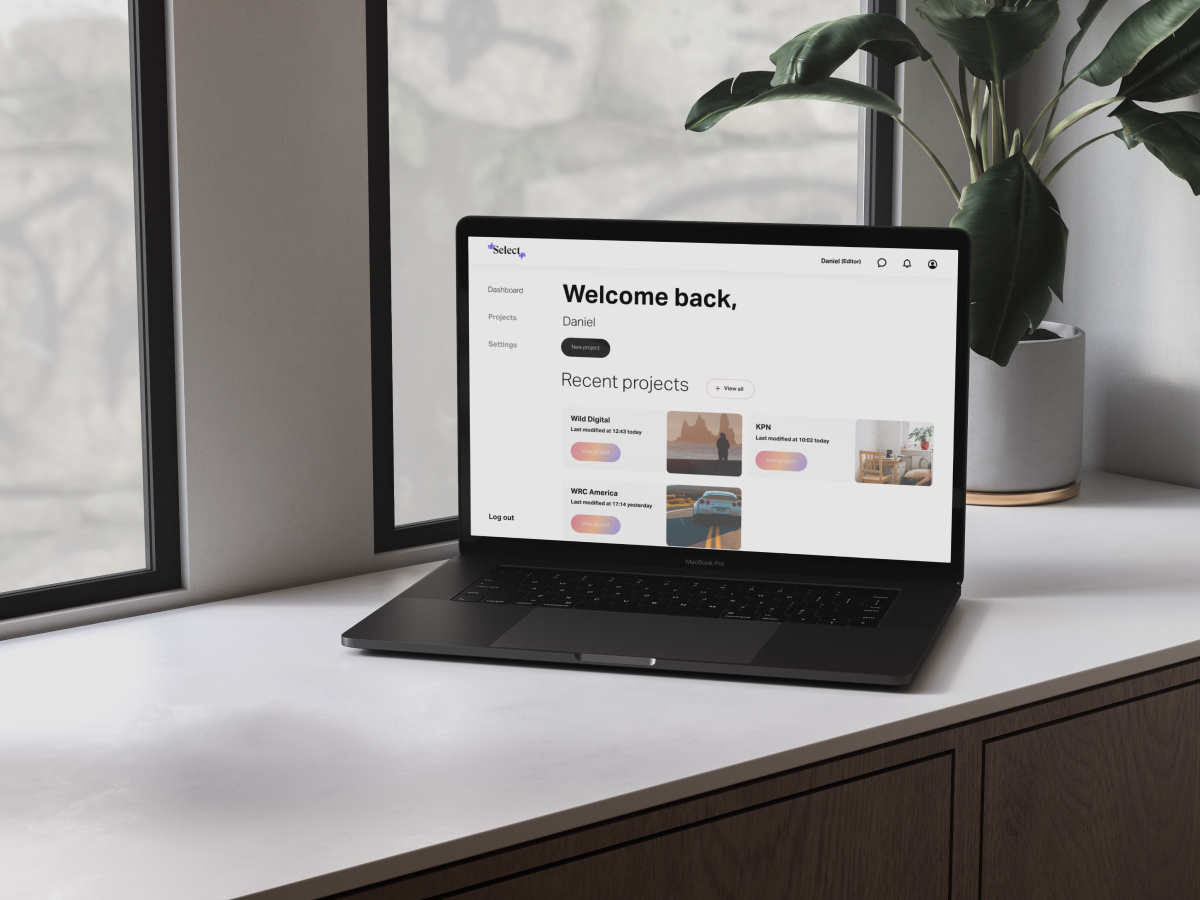 Select
Daniel (Editor)
Dashboard
Projects
Settings
Log out
Welcome back,
Daniel
New project
Recent projects
+ View all
Wild Digital
Last modified at 12:43 today
View project
KPN
Last modified at 10:02 today
View project
WRC America
Last modified at 17:14 yesterday
View project
MacBook Pro